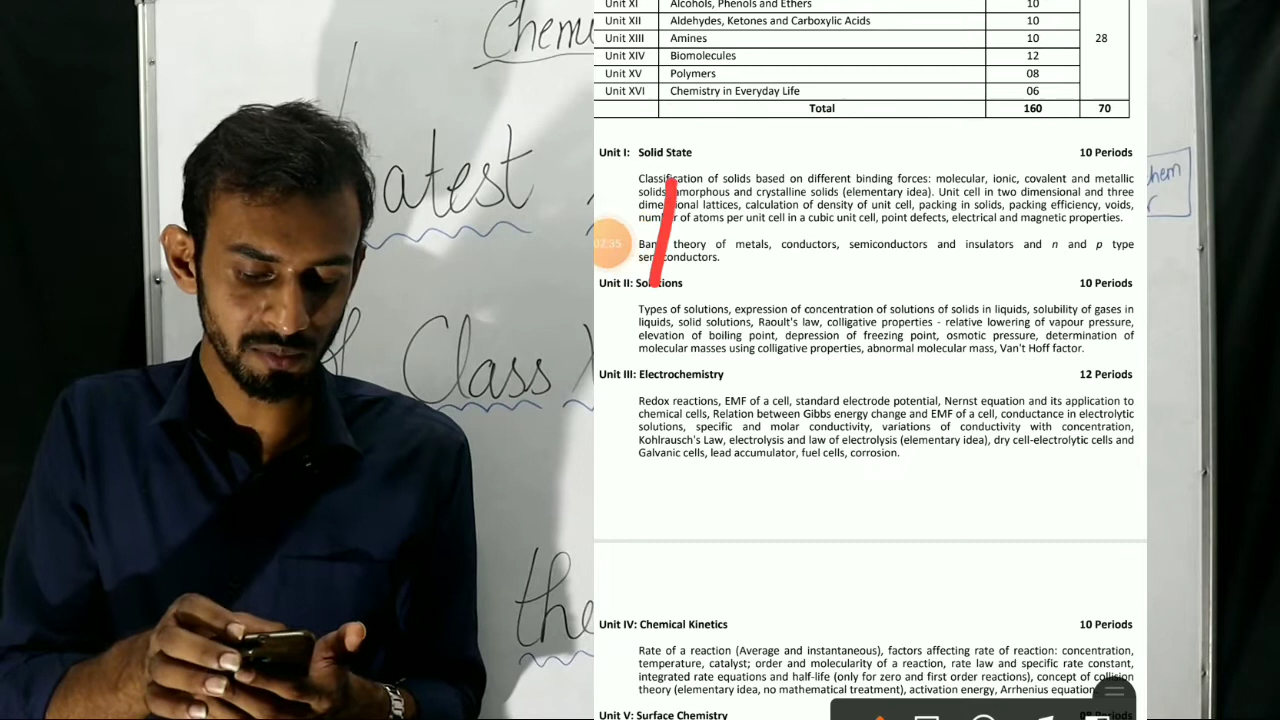 Chemi
atest
of Class X
the
hem
Unit XI Alcohols, Phenols and Ethers 10
Unit XII Aldehydes, Ketones and Carboxylic Acids 10
Unit XIII Amines 10 28
Unit XIV Biomolecules 12
Unit XV Polymers 08
Unit XVI Chemistry in Everyday Life 06
Total 160 70
Unit I: Solid State 10 Periods
Classification of solids based on different binding forces: molecular, ionic, covalent and metallic
solids, amorphous and crystalline solids (elementary idea). Unit cell in two dimensional and three
dimensional lattices, calculation of density of unit cell, packing in solids, packing efficiency, voids,
number of atoms per unit cell in a cubic unit cell, point defects, electrical and magnetic properties.
02:35
Band theory of metals, conductors, semiconductors and insulators and n and p type
semiconductors.
Unit II: Solutions 10 Periods
Types of solutions, expression of concentration of solutions of solids in liquids, solubility of gases in
liquids, solid solutions, Raoult's law, colligative properties - relative lowering of vapour pressure,
elevation of boiling point, depression of freezing point, osmotic pressure, determination of
molecular masses using colligative properties, abnormal molecular mass, Van't Hoff factor.
Unit III: Electrochemistry 12 Periods
Redox reactions, EMF of a cell, standard electrode potential, Nernst equation and its application to
chemical cells, Relation between Gibbs energy change and EMF of a cell, conductance in electrolytic
solutions, specific and molar conductivity, variations of conductivity with concentration,
Kohlrausch's Law, electrolysis and law of electrolysis (elementary idea), dry cell-electrolytic cells and
Galvanic cells, lead accumulator, fuel cells, corrosion.
Unit IV: Chemical Kinetics 10 Periods
Rate of a reaction (Average and instantaneous), factors affecting rate of reaction: concentration,
temperature, catalyst; order and molecularity of a reaction, rate law and specific rate constant,
integrated rate equations and half-life (only for zero and first order reactions), concept of collision
theory (elementary idea, no mathematical treatment), activation energy, Arrhenius equation.
Unit V: Surface Chemistry 08 Periods